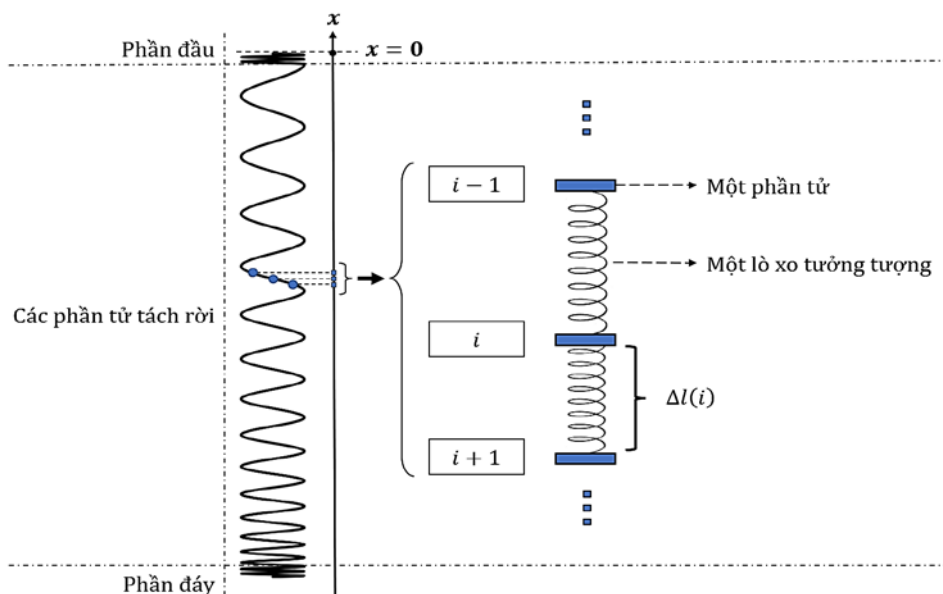 x
Phần đầu
x = 0
i − 1
Một phần tử
Một lò xo tưởng tượng
Các phần tử tách rời
i
Δl(i)
i + 1
Phần đáy